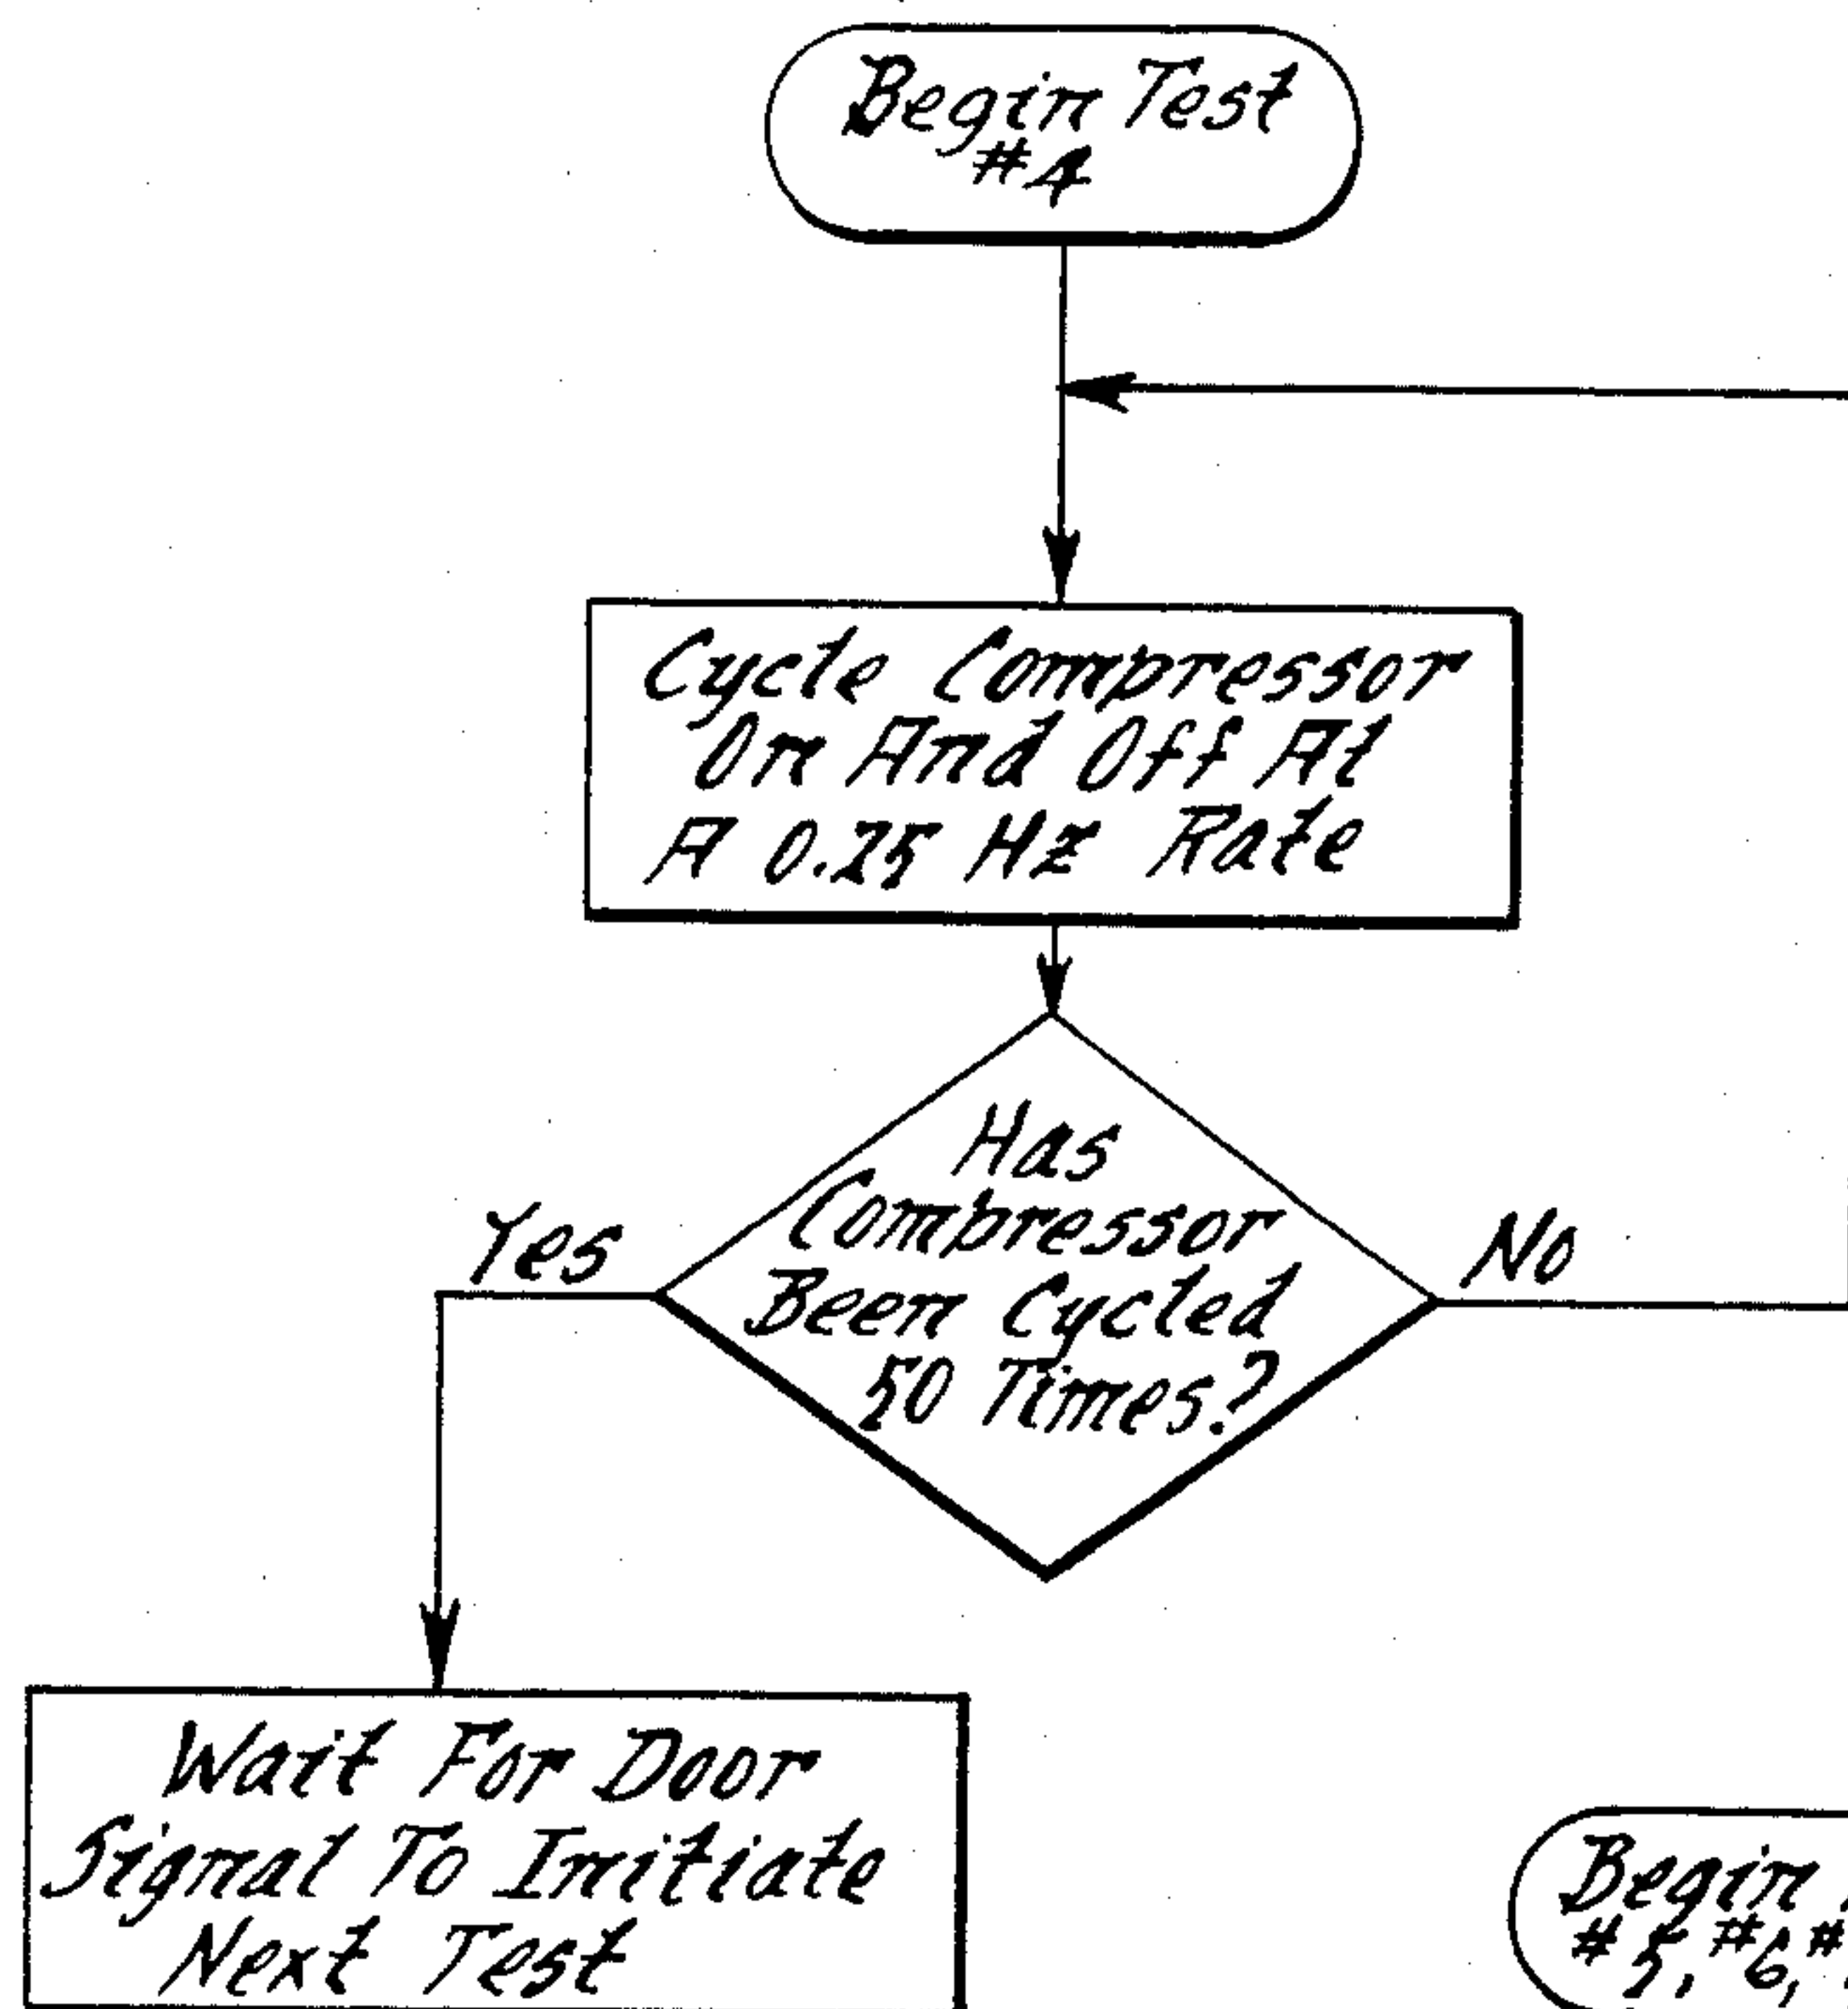 Begin Test
#4
Cycle Compressor
On And Off At
A 0.25 Hz Rate
Has
Compressor
Been Cycled
50 Times?
Yes
No
Wait For Door
Signal To Initiate
Next Test
Begin
#5, #6, #